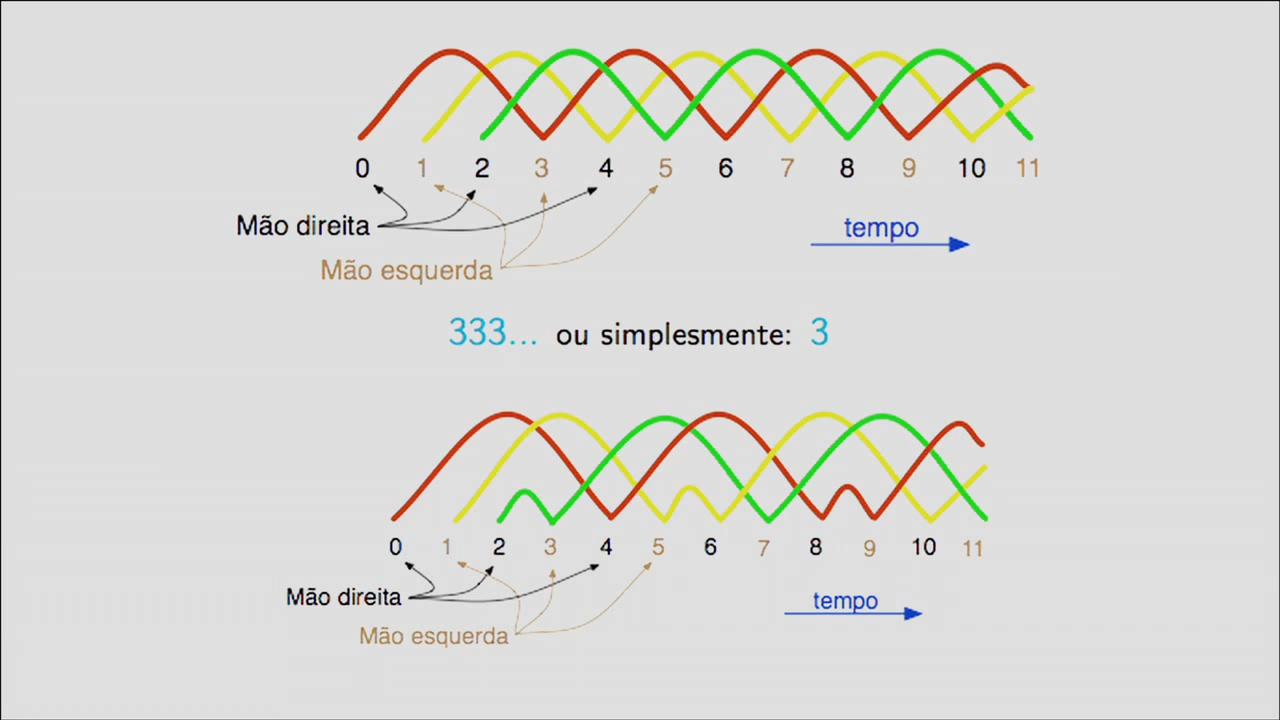 0 1 2 3 4 5 6 7 8 9 10 11
Mão direita
tempo
Mão esquerda
333... ou simplesmente: 3
0 1 2 3 4 5 6 7 8 9 10 11
Mão direita
tempo
Mão esquerda